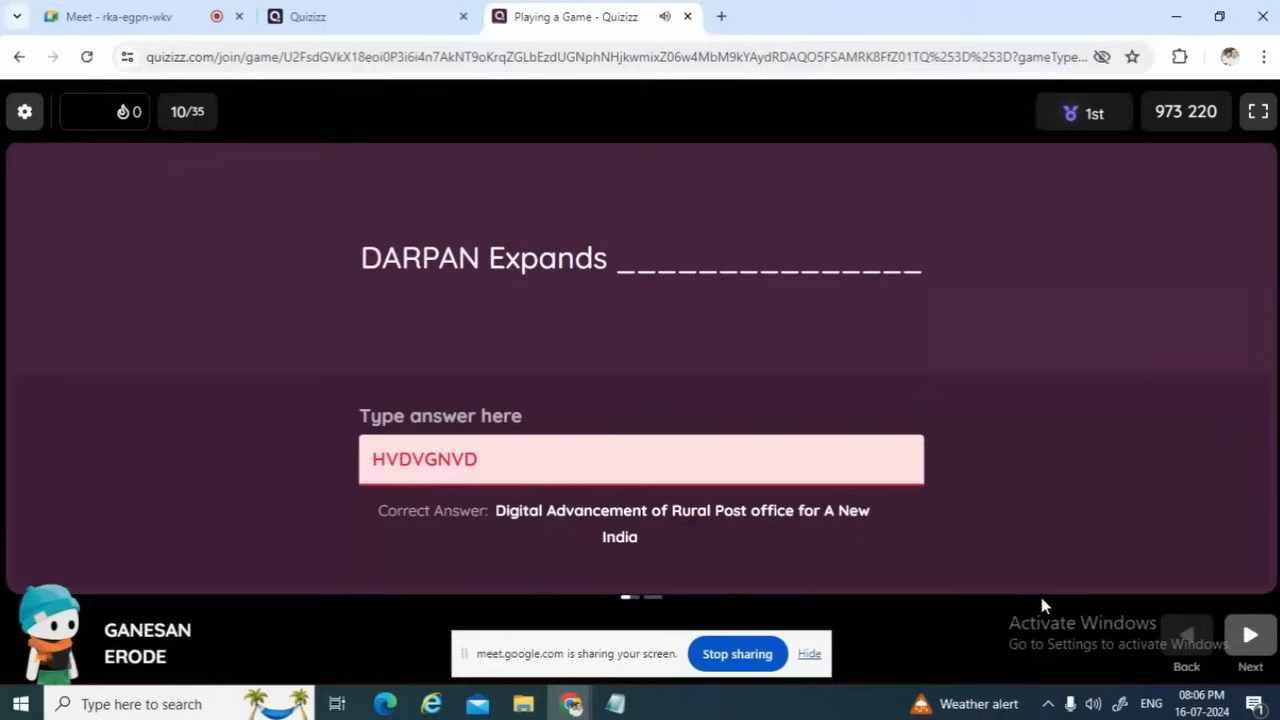 Meet - rka-egpn-wkv
Quizizz
Playing a Game - Quizizz
quizizz.com/join/game/U2FsdGVkX18eoi0P3i6i4n7AkNT9oKrqZGLbEzdUGNphNHjkwmixZ06w4MbM9kYAydRDAQO5FSAMRK8FfZ01TQ%253D%253D?gameType...
0
10/35
1st
973 220
DARPAN Expands _______________
Type answer here
HVDVGNVD
Correct Answer: Digital Advancement of Rural Post office for A New
India
GANESAN
ERODE
meet.google.com is sharing your screen.
Stop sharing
Hide
Activate Windows
Go to Settings to activate Windows.
Back
Next
Type here to search
Weather alert
ENG
08:06 PM
16-07-2024
1